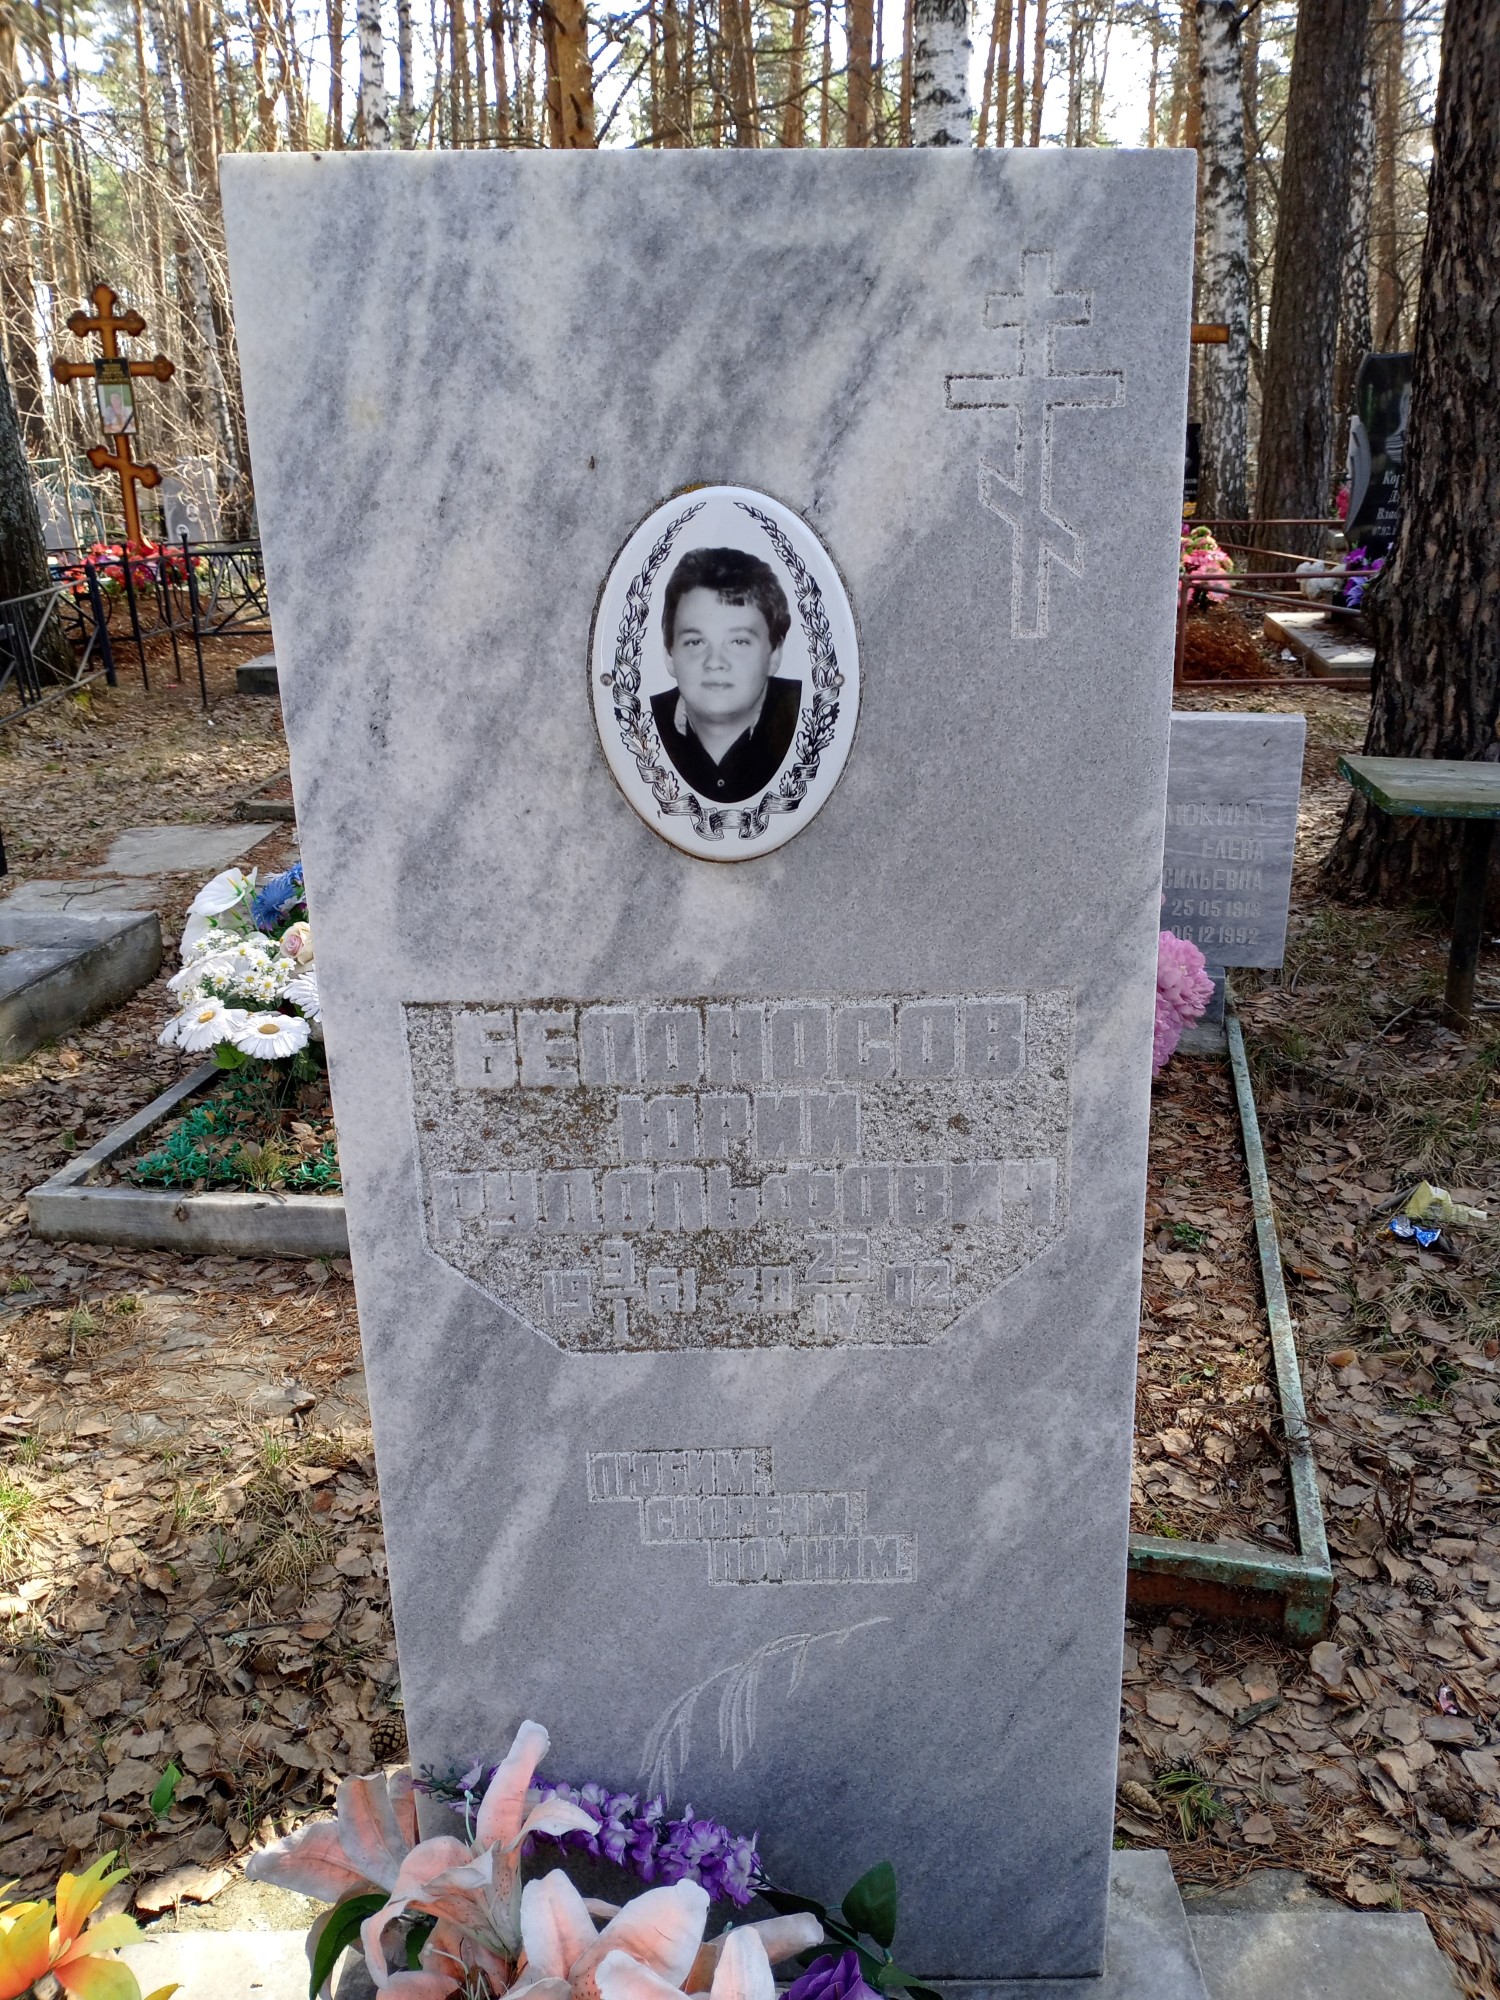 БЕЛОНОСОВ
ЮРИЙ
РУДОЛЬФОВИЧ
19 3/I 61-20 23/IV 02
ЛЮБИМ,
СКОРБИМ,
ПОМНИМ.
ЕЛЕНА
25 05 1918
06 12 1992